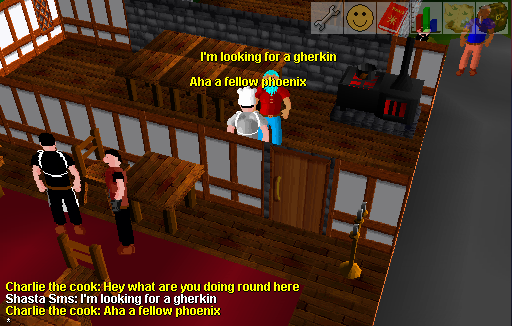 I'm looking for a gherkin
Aha a fellow phoenix
Charlie the cook: Hey what are you doing round here
Shasta Sms: I'm looking for a gherkin
Charlie the cook: Aha a fellow phoenix
*